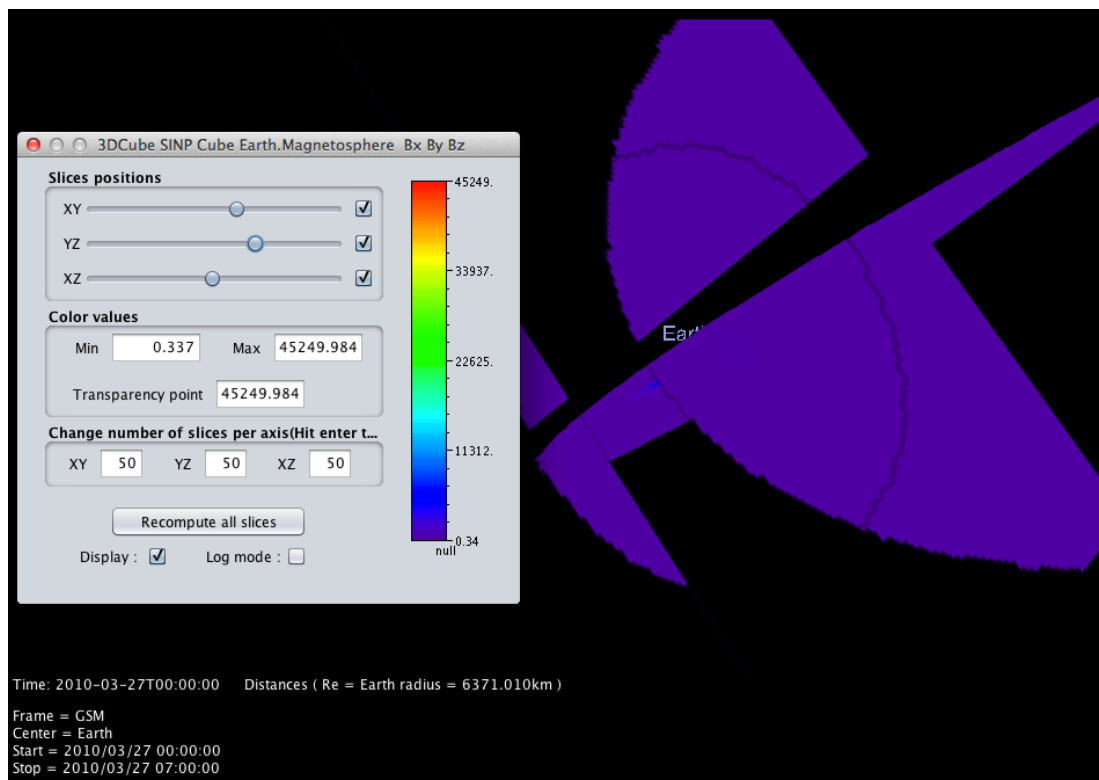 3DCube SINP Cube Earth.Magnetosphere Bx By Bz
Slices positions
XY
YZ
XZ
Color values
Min 0.337 Max 45249.984
Transparency point 45249.984
Change number of slices per axis(Hit enter t...
XY 50 YZ 50 XZ 50
Recompute all slices
Display : Log mode :
45249.
33937.
22625.
11312.
0.34
null
Time: 2010-03-27T00:00:00 Distances ( Re = Earth radius = 6371.010km )
Frame = GSM
Center = Earth
Start = 2010/03/27 00:00:00
Stop = 2010/03/27 07:00:00